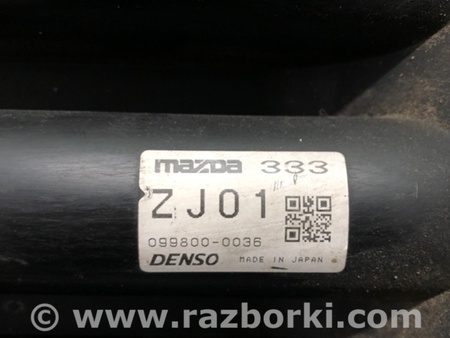 mazda 333
ZJ01
099800-0036
DENSO MADE IN JAPAN
© www.razborki.com